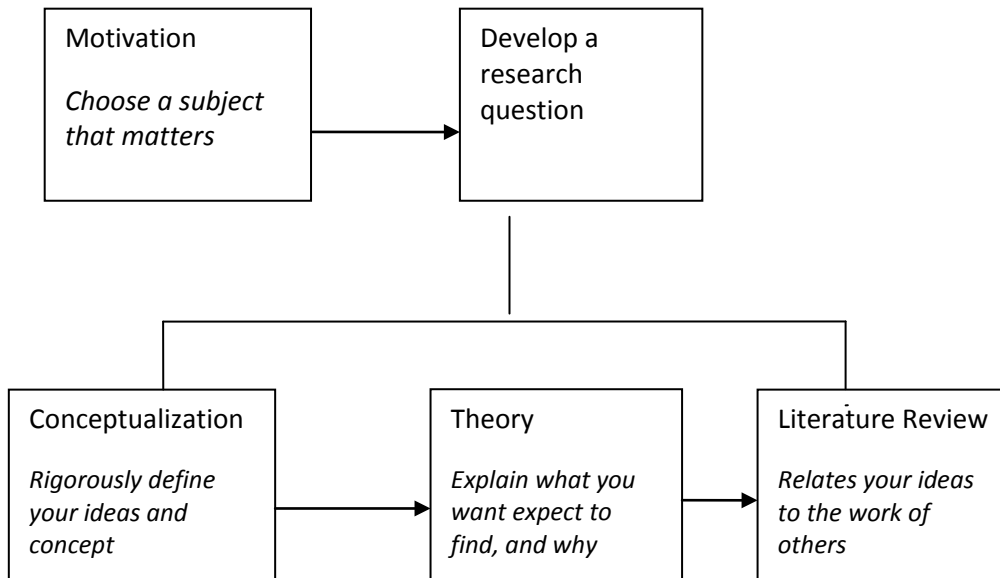 Motivation
Choose a subject
that matters
Develop a
research
question
Conceptualization
Rigorously define
your ideas and
concept
Theory
Explain what you
want expect to
find, and why
Literature Review
Relates your ideas
to the work of
others